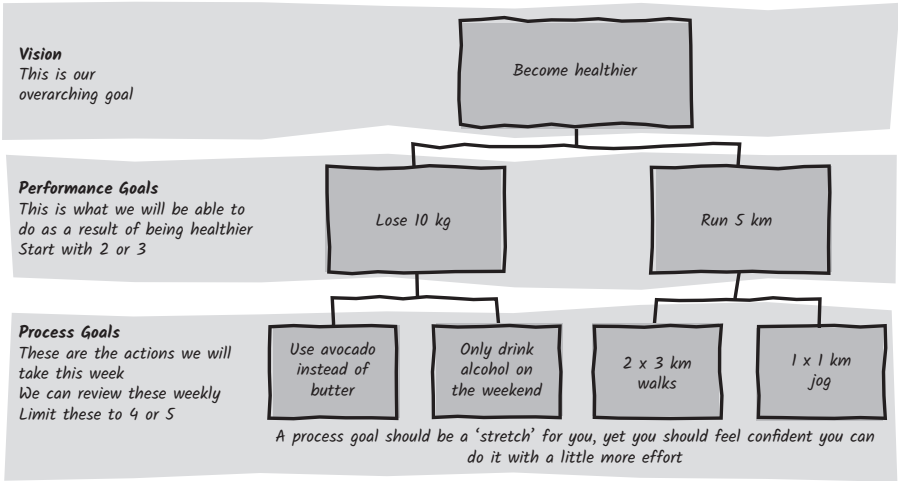 Vision
This is our
overarching goal
Become healthier
Performance Goals
This is what we will be able to
do as a result of being healthier
Start with 2 or 3
Lose 10 kg
Run 5 km
Process Goals
These are the actions we will
take this week
We can review these weekly
Limit these to 4 or 5
Use avocado
instead of
butter
Only drink
alcohol on
the weekend
2 x 3 km
walks
1 x 1 km
jog
A process goal should be a ‘stretch’ for you, yet you should feel confident you can
do it with a little more effort